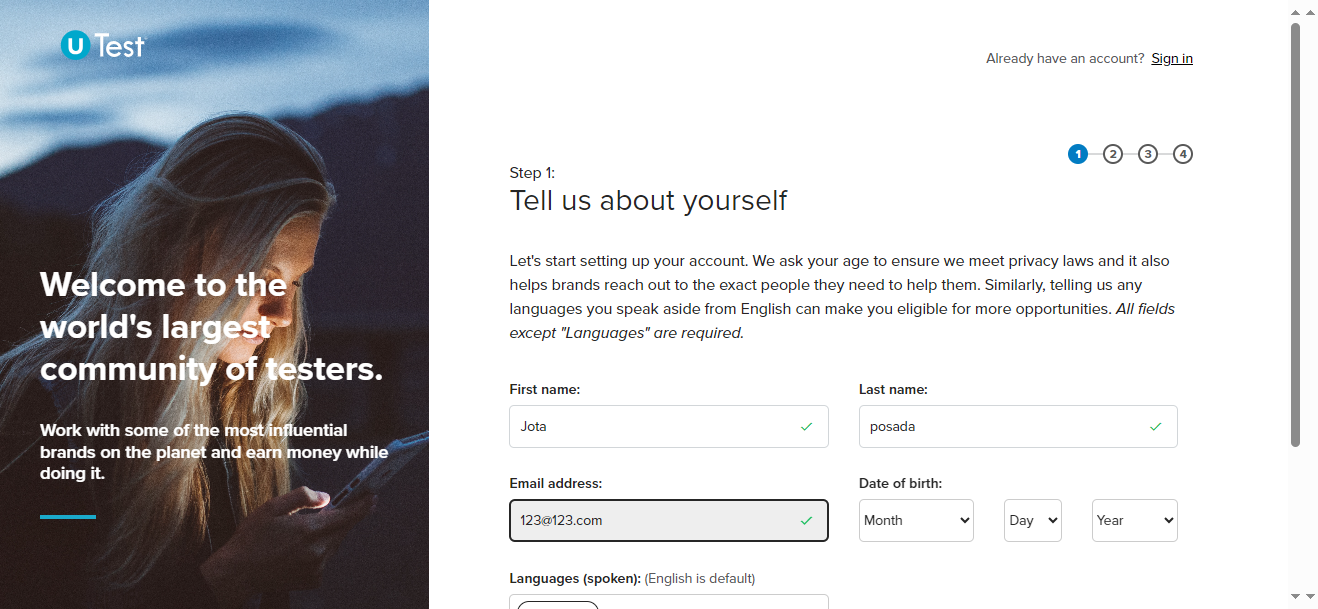 U Test
Already have an account? Sign in
1 2 3 4
Step 1:
Tell us about yourself
Let's start setting up your account. We ask your age to ensure we meet privacy laws and it also
helps brands reach out to the exact people they need to help them. Similarly, telling us any
languages you speak aside from English can make you eligible for more opportunities. All fields
except "Languages" are required.
Welcome to the
world's largest
community of testers.
Work with some of the most influential
brands on the planet and earn money while
doing it.
First name:
Last name:
Jota
posada
Email address:
Date of birth:
123@123.com
Month
Day
Year
Languages (spoken): (English is default)